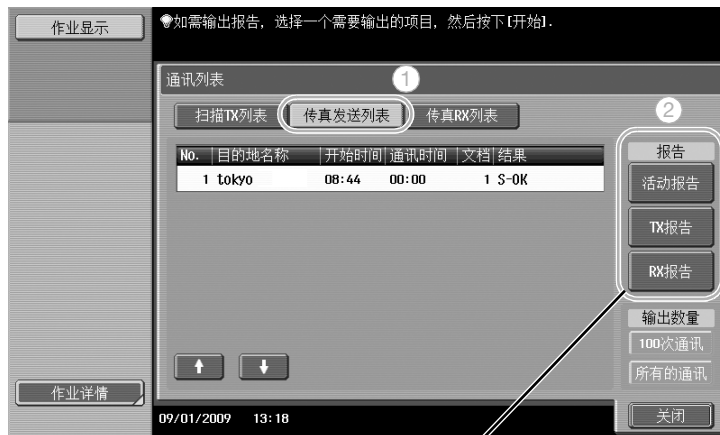 作业显示
如需输出报告，选择一个需要输出的项目，然后按下[开始].
通讯列表
1
扫描TX列表 传真发送列表 传真RX列表
2
No. 目的地名称 开始时间 通讯时间 文档 结果
1 tokyo 08:44 00:00 1 S-OK
报告
活动报告
TX报告
RX报告
输出数量
100次通讯
所有的通讯
作业详情
09/01/2009 13:18
关闭